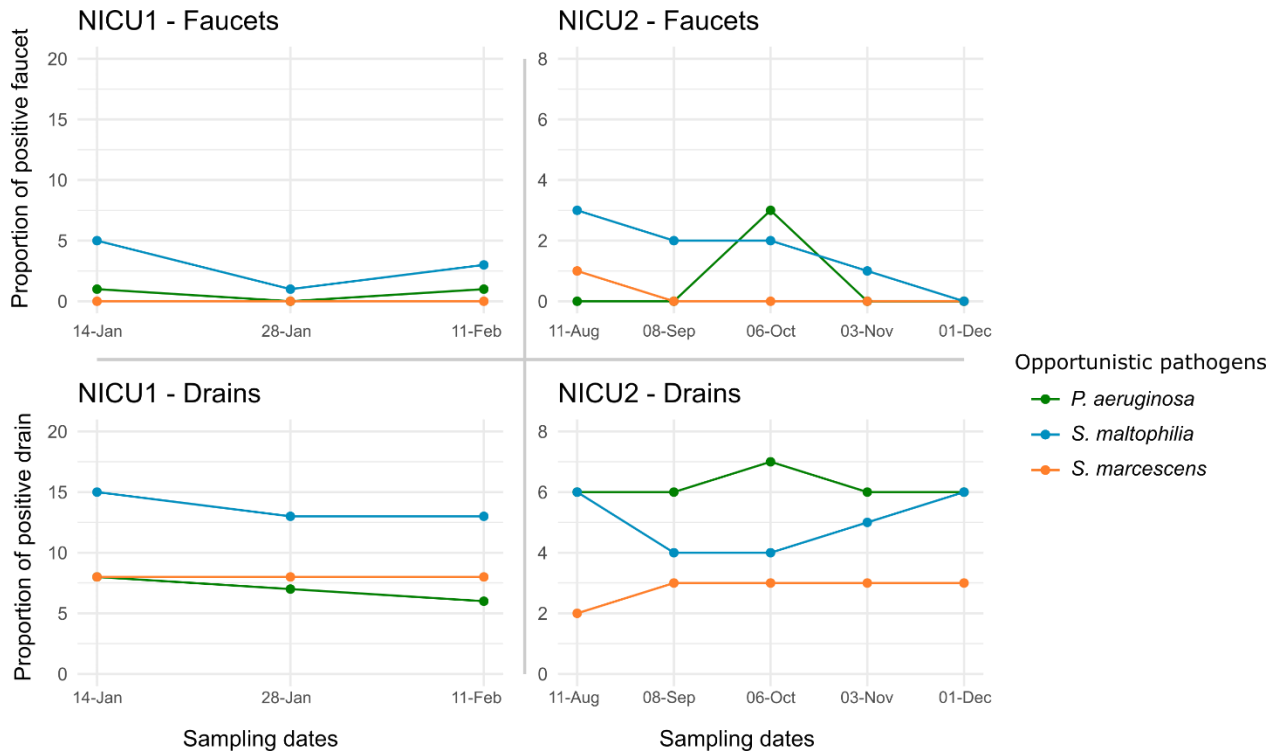 NICU1 - Faucets
NICU2 - Faucets
Proportion of positive faucet
20
15
10
5
0
14-Jan
28-Jan
11-Feb
8
6
4
2
0
11-Aug
08-Sep
06-Oct
03-Nov
01-Dec
NICU1 - Drains
NICU2 - Drains
Proportion of positive drain
20
15
10
5
0
14-Jan
28-Jan
11-Feb
Sampling dates
8
6
4
2
0
11-Aug
08-Sep
06-Oct
03-Nov
01-Dec
Sampling dates
Opportunistic pathogens
P. aeruginosa
S. maltophilia
S. marcescens